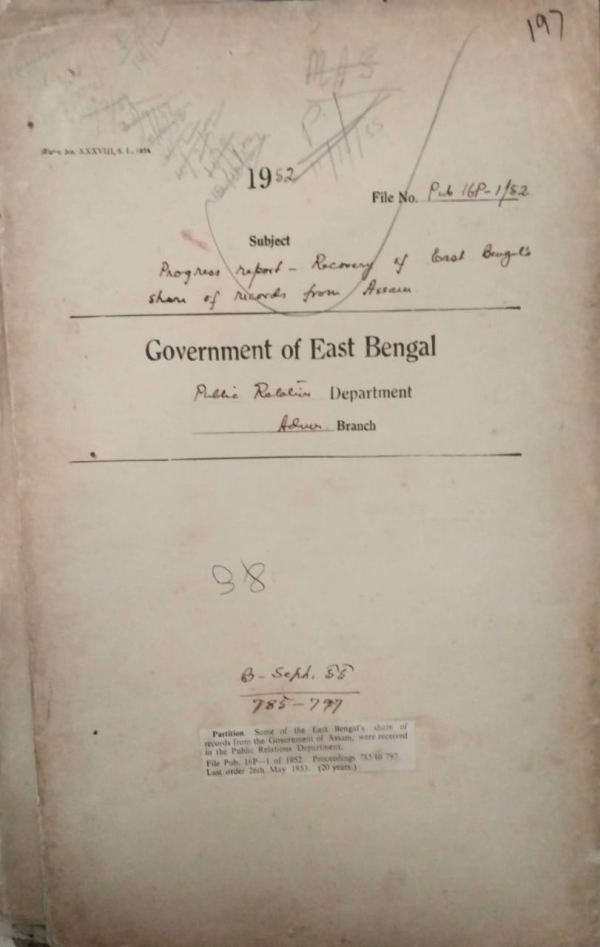 197
1952
File No. Pub 16P-1/52
Subject
Progress report - Recovery of East Bengal's
share of records from Assam.
Government of East Bengal
Public Relation Department
Admn. Branch
38
B- Sept. 55
785-797
Partition. Some of the East Bengal's share of
records from the Government of Assam, were received
in the Public Relations Department.
File Pub. 16P-1 of 1952. Proceedings 785 to 797.
Last order 26th May 1953. (20 years.)